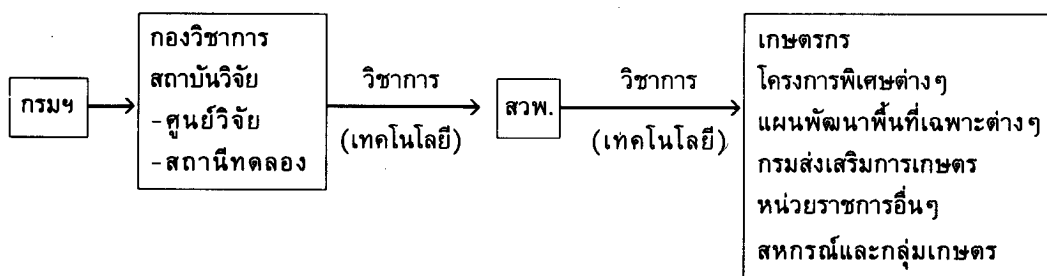 กรมฯ
กองวิชาการ
สถาบันวิจัย
-ศูนย์วิจัย
-สถานีทดลอง
วิชาการ
(เทคโนโลยี)
สวพ.
วิชาการ
(เทคโนโลยี)
เกษตรกร
โครงการพิเศษต่างๆ
แผนพัฒนาพื้นที่เฉพาะต่างๆ
กรมส่งเสริมการเกษตร
หน่วยราชการอื่นๆ
สหกรณ์และกลุ่มเกษตร